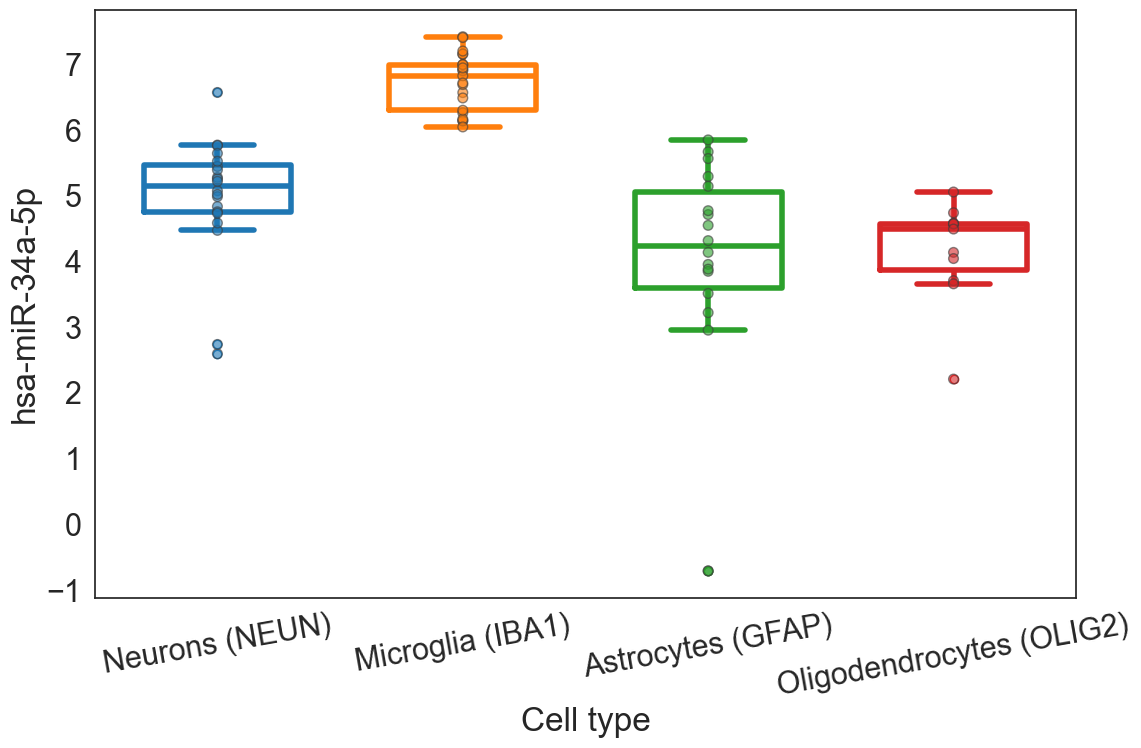 hsa-miR-34a-5p
7
6
5
4
3
2
1
0
−1
Neurons (NEUN)
Microglia (IBA1)
Astrocytes (GFAP)
Oligodendrocytes (OLIG2)
Cell type